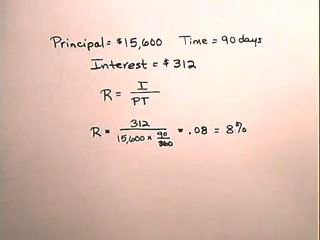 Principal = $15,600 Time = 90 days
Interest = $312
R = I / PT
R = 312 / 15,600 × 90/360 = .08 = 8%